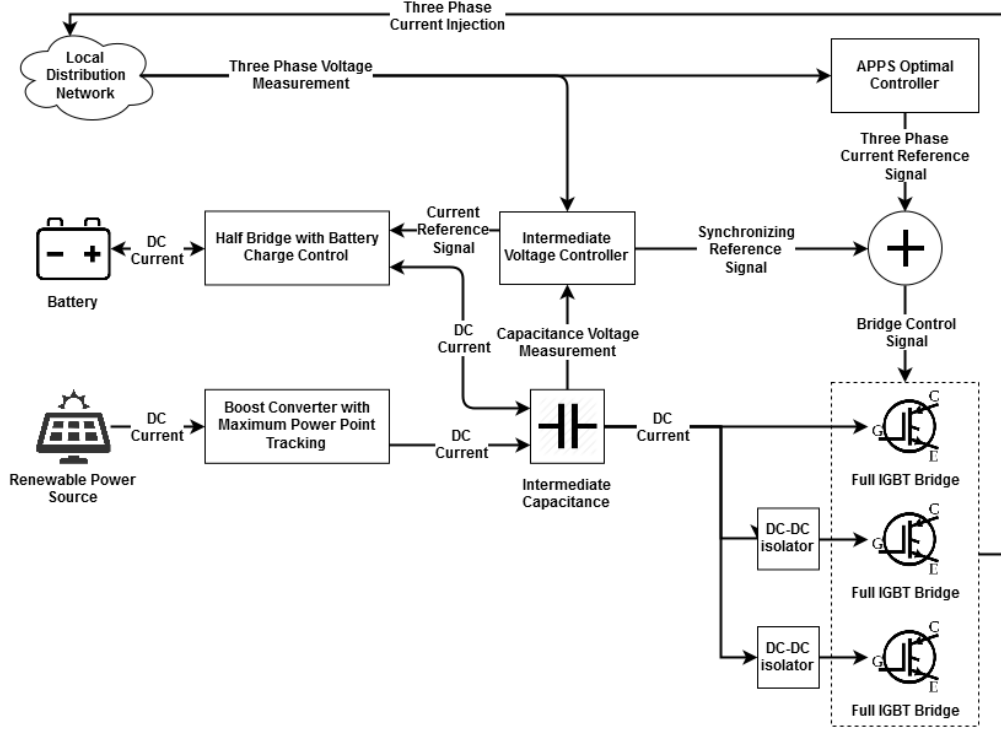 Three Phase
Current Injection
Local
Distribution
Network
Three Phase Voltage
Measurement
APPS Optimal
Controller
Three Phase
Current Reference
Signal
Battery
DC
Current
Half Bridge with Battery
Charge Control
Current
Reference
Signal
Intermediate
Voltage Controller
Synchronizing
Reference
Signal
DC
Current
Capacitance Voltage
Measurement
Bridge Control
Signal
Renewable Power
Source
DC
Current
Boost Converter with
Maximum Power Point
Tracking
DC
Current
Intermediate
Capacitance
DC
Current
C
G
E
Full IGBT Bridge
DC-DC
isolator
C
G
E
Full IGBT Bridge
DC-DC
isolator
C
G
E
Full IGBT Bridge